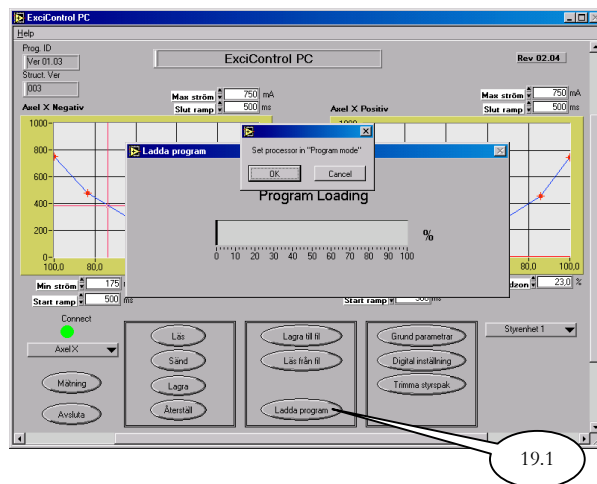 ExciControl PC
Help
Prog. ID
Ver 01.03
Struct. Ver
003
ExciControl PC
Rev 02.04
Axel X Negativ
Max ström 750 mA
Slut ramp 500 ms
Axel X Positiv
Max ström 750 mA
Slut ramp 500 ms
1000
800
600
400
200
0
100,0 80,0
1000
80,0 100,0
Ladda program
Set processor in "Program mode"
OK Cancel
Program Loading
%
0 10 20 30 40 50 60 70 80 90 100
Min ström 175
Start ramp 500 ms
Start ramp 500 ms
23,0 %
Connect
Axel X
Mätning
Avsluta
Läs
Sänd
Lagra
Återställ
Lagra till fil
Läs från fil
Ladda program
Grund parametrar
Digital inställning
Trimma styrspak
Styrenhet 1
19.1